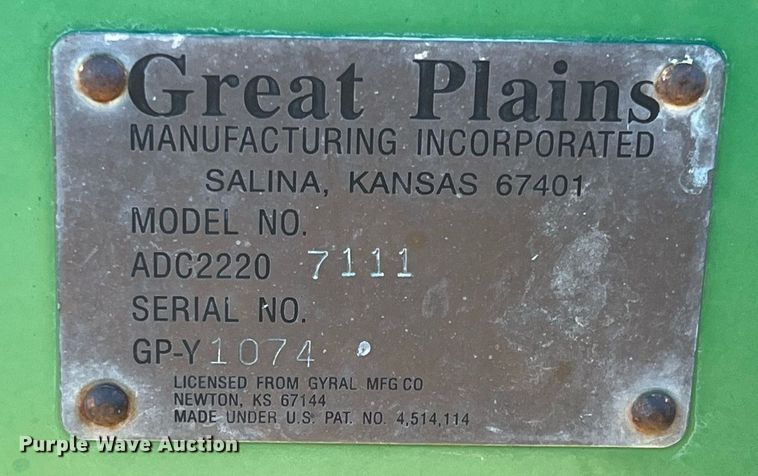 Great Plains
MANUFACTURING INCORPORATED
SALINA, KANSAS 67401
MODEL NO.
ADC2220 7111
SERIAL NO.
GP-Y 1074
LICENSED FROM GYRAL MFG CO
NEWTON, KS 67144
MADE UNDER U.S. PAT. NO. 4,514,114
Purple Wave Auction